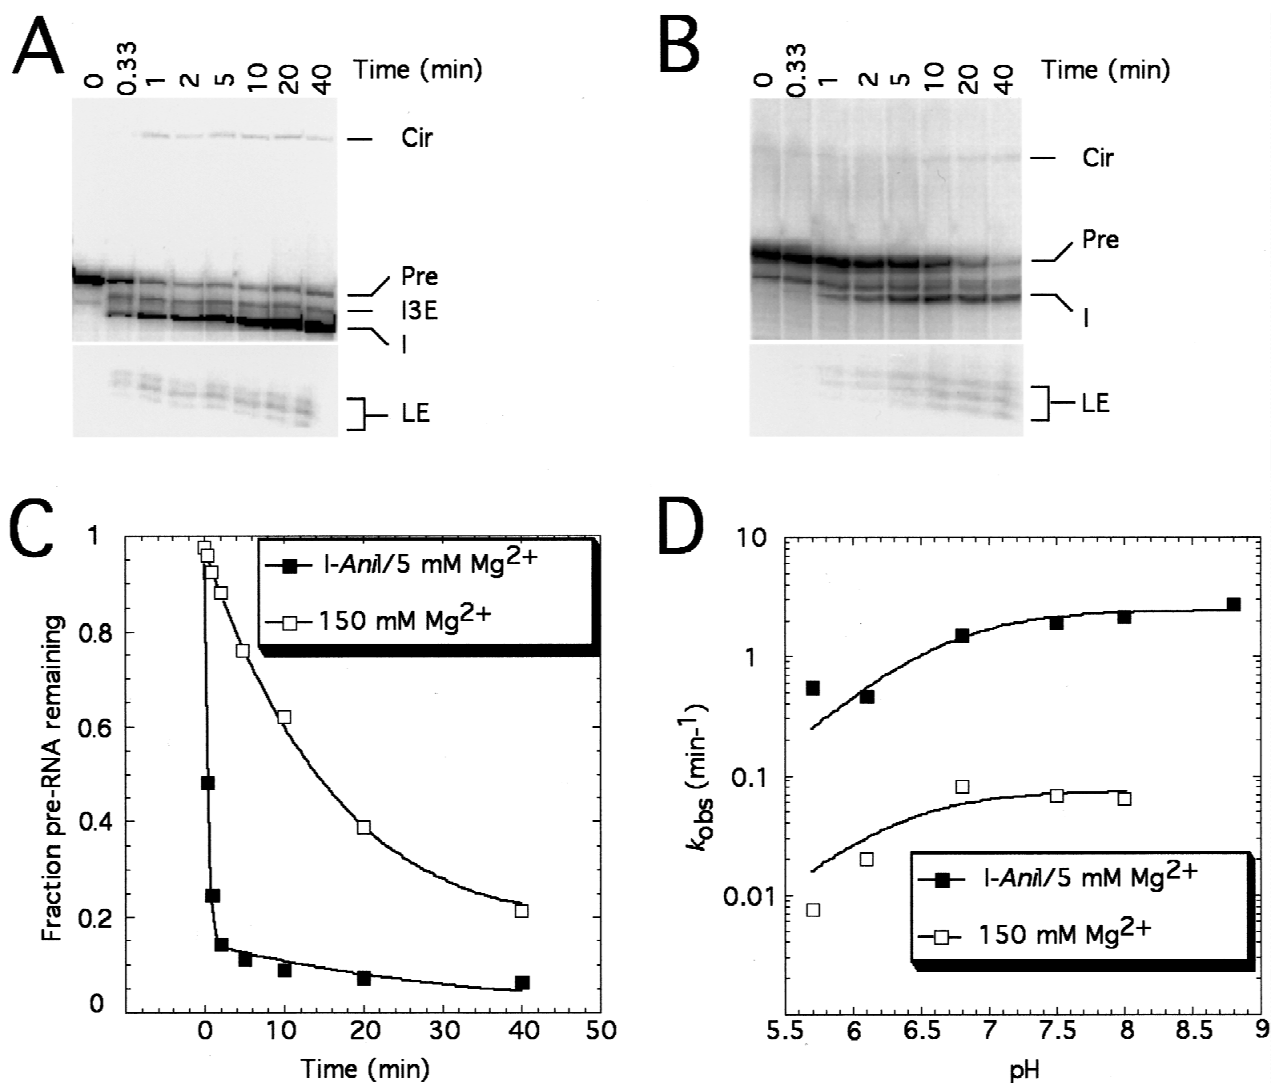 A
0 0.33 1 2 5 10 20 40 Time (min)
Cir
Pre
I3E
I
LE
B
0 0.33 1 2 5 10 20 40 Time (min)
Cir
Pre
I
LE
C
Fraction pre-RNA remaining
1
0.8
0.6
0.4
0.2
0
I-AniI/5 mM Mg2+
150 mM Mg2+
0 10 20 30 40 50
Time (min)
D
kobs (min-1)
10
1
0.1
0.01
I-AniI/5 mM Mg2+
150 mM Mg2+
5.5 6 6.5 7 7.5 8 8.5 9
pH